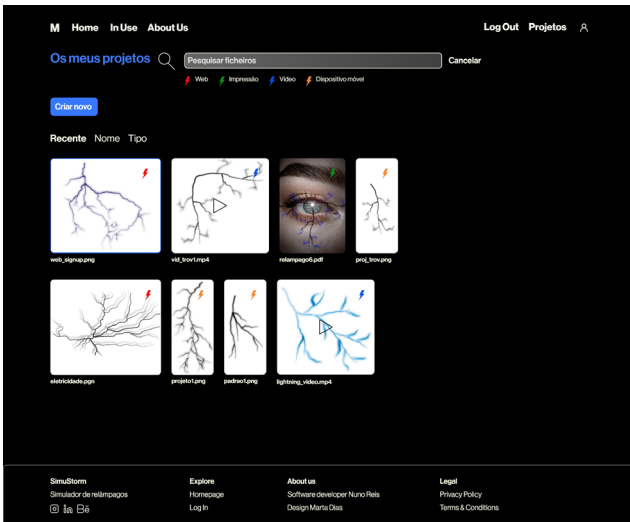 M Home In Use About Us Log Out Projetos
Os meus projetos Pesquisar ficheiros Cancelar
Web Impressão Vídeo Dispositivo móvel
Criar novo
Recente Nome Tipo
web_signup.png vid_trov1.mp4 relampago6.pdf proj_trov.png
eletricidade.pgn projeto1.png padrao1.png lightning_video.mp4
SimuStorm Explore About us Legal
Simulador de relâmpagos Homepage Software developer Nuno Reis Privacy Policy
in Bē Log In Design Marta Dias Terms & Conditions